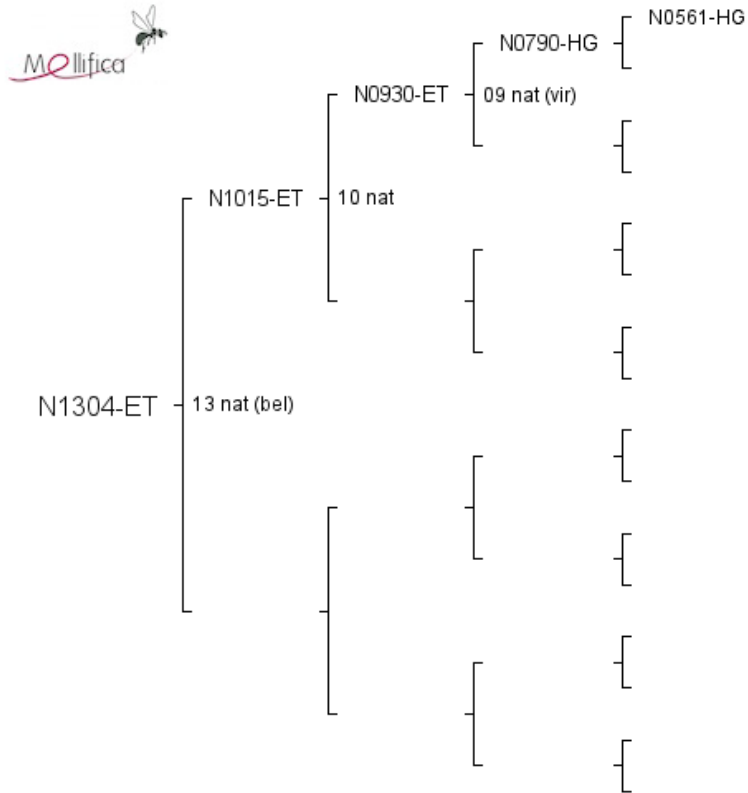 Mellifica
N0561-HG
N0790-HG
N0930-ET
09 nat (vir)
N1015-ET
10 nat
N1304-ET
13 nat (bel)